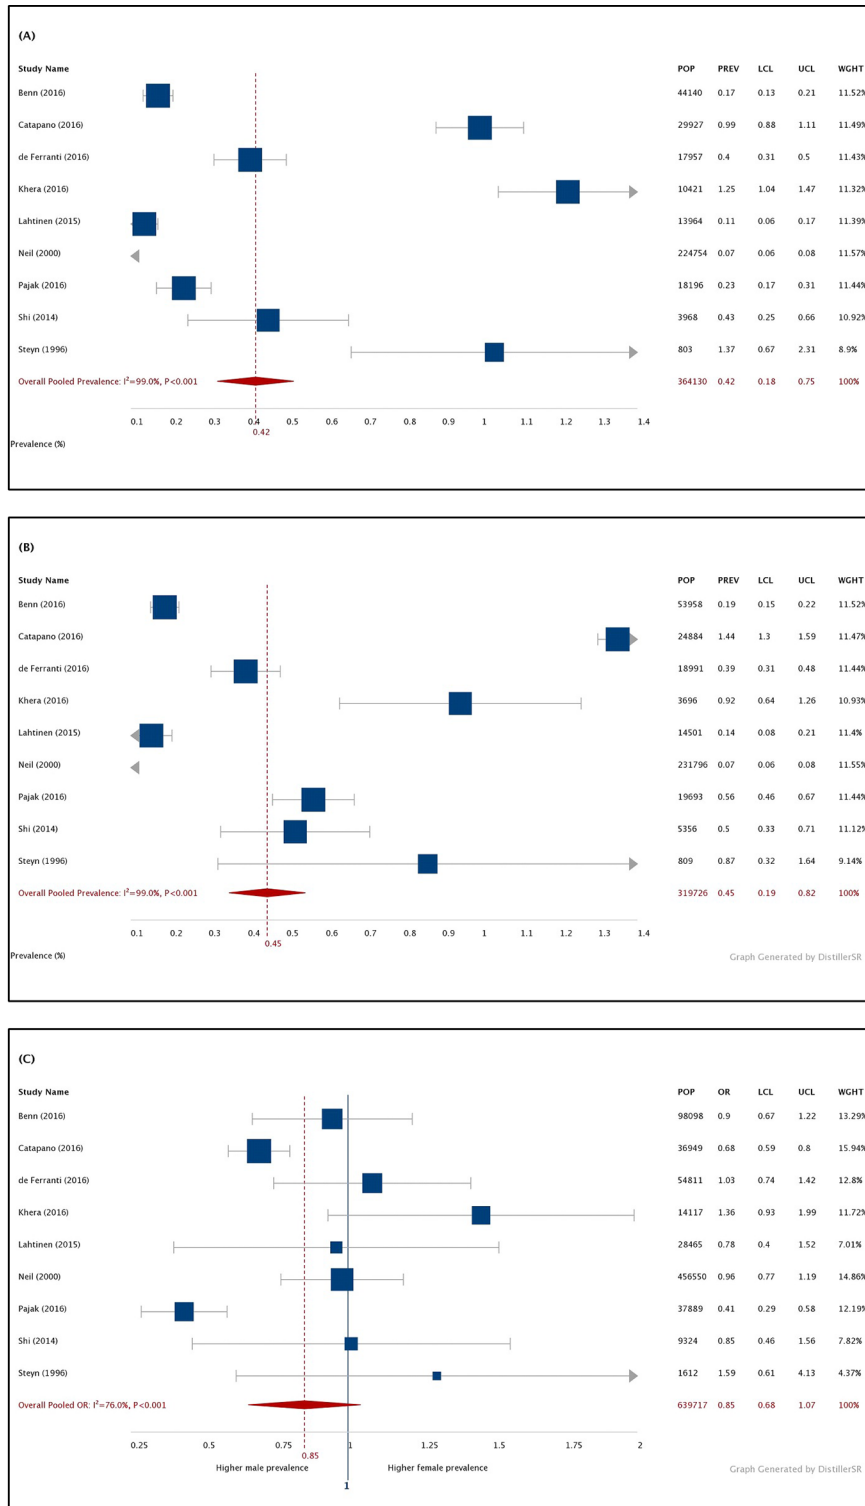 (A)
Study Name POP PREV LCL UCL WGHT
Benn (2016) 44140 0.17 0.13 0.21 11.52%
Catapano (2016) 29927 0.99 0.88 1.11 11.49%
de Ferranti (2016) 17957 0.4 0.31 0.5 11.43%
Khera (2016) 10421 1.25 1.04 1.47 11.32%
Lahtinen (2015) 13964 0.11 0.06 0.17 11.39%
Neil (2000) 224754 0.07 0.06 0.08 11.57%
Pajak (2016) 18196 0.23 0.17 0.31 11.44%
Shi (2014) 3968 0.43 0.25 0.66 10.92%
Steyn (1996) 803 1.37 0.67 2.31 8.9%
Overall Pooled Prevalence: I²=99.0%, P<0.001 364130 0.42 0.18 0.75 100%
0.1 0.2 0.3 0.4 0.5 0.6 0.7 0.8 0.9 1 1.1 1.2 1.3 1.4
0.42
Prevalence (%)
(B)
Study Name POP PREV LCL UCL WGHT
Benn (2016) 53958 0.19 0.15 0.22 11.52%
Catapano (2016) 24884 1.44 1.3 1.59 11.47%
de Ferranti (2016) 18991 0.39 0.31 0.48 11.44%
Khera (2016) 3696 0.92 0.64 1.26 10.93%
Lahtinen (2015) 14501 0.14 0.08 0.21 11.4%
Neil (2000) 231796 0.07 0.06 0.08 11.55%
Pajak (2016) 19693 0.56 0.46 0.67 11.44%
Shi (2014) 5356 0.5 0.33 0.71 11.12%
Steyn (1996) 809 0.87 0.32 1.64 9.14%
Overall Pooled Prevalence: I²=99.0%, P<0.001 319726 0.45 0.19 0.82 100%
0.1 0.2 0.3 0.4 0.5 0.6 0.7 0.8 0.9 1 1.1 1.2 1.3 1.4
0.45
Prevalence (%) Graph Generated by DistillerSR
(C)
Study Name POP OR LCL UCL WGHT
Benn (2016) 98098 0.9 0.67 1.22 13.29%
Catapano (2016) 36949 0.68 0.59 0.8 15.94%
de Ferranti (2016) 54811 1.03 0.74 1.42 12.8%
Khera (2016) 14117 1.36 0.93 1.99 11.72%
Lahtinen (2015) 28465 0.78 0.4 1.52 7.01%
Neil (2000) 456550 0.96 0.77 1.19 14.86%
Pajak (2016) 37889 0.41 0.29 0.58 12.19%
Shi (2014) 9324 0.85 0.46 1.56 7.82%
Steyn (1996) 1612 1.59 0.61 4.13 4.37%
Overall Pooled OR: I²=76.0%, P<0.001 639717 0.85 0.68 1.07 100%
0.25 0.5 0.75 1 1.25 1.5 1.75 2
0.85
Higher male prevalence Higher female prevalence Graph Generated by DistillerSR
1